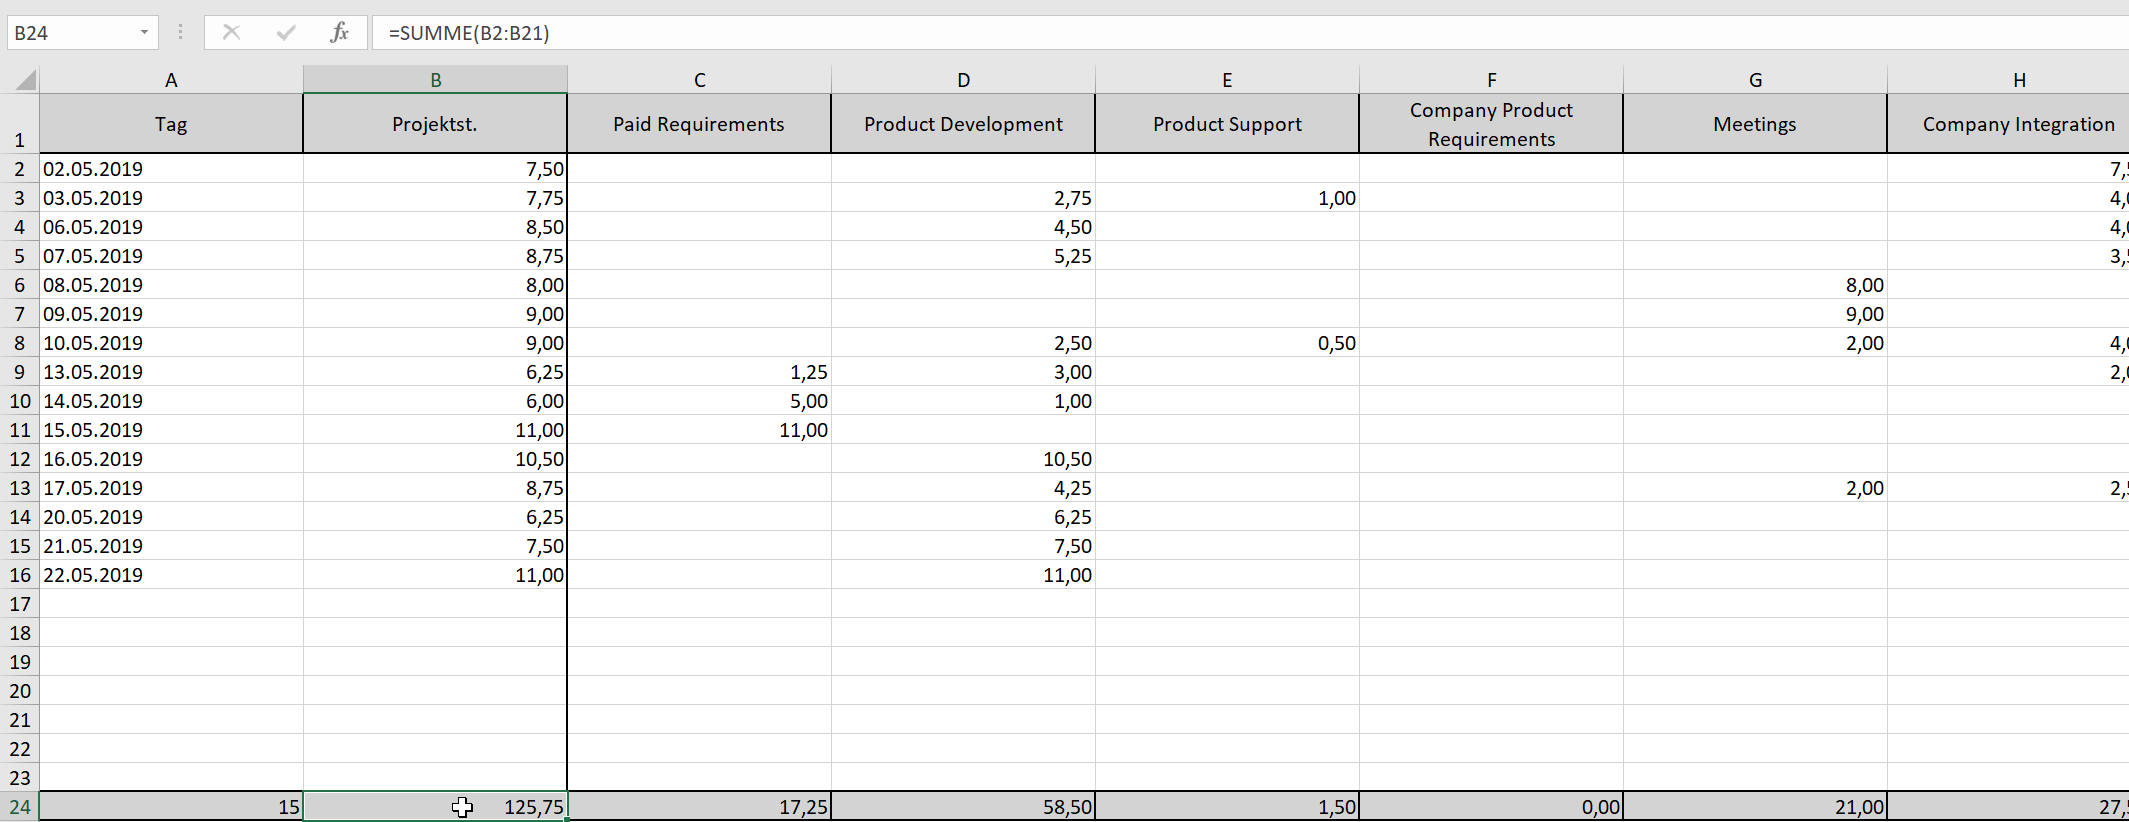 B24 fx =SUMME(B2:B21)
A B C D E F G H
1 Tag Projektst. Paid Requirements Product Development Product Support Company Product Requirements Meetings Company Integration
2 02.05.2019 7,50 7,
3 03.05.2019 7,75 2,75 1,00 4,
4 06.05.2019 8,50 4,50 4,
5 07.05.2019 8,75 5,25 3,
6 08.05.2019 8,00 8,00
7 09.05.2019 9,00 9,00
8 10.05.2019 9,00 2,50 0,50 2,00 4,
9 13.05.2019 6,25 1,25 3,00 2,
10 14.05.2019 6,00 5,00 1,00
11 15.05.2019 11,00 11,00
12 16.05.2019 10,50 10,50
13 17.05.2019 8,75 4,25 2,00 2,
14 20.05.2019 6,25 6,25
15 21.05.2019 7,50 7,50
16 22.05.2019 11,00 11,00
17
18
19
20
21
22
23
24 15 125,75 17,25 58,50 1,50 0,00 21,00 27,